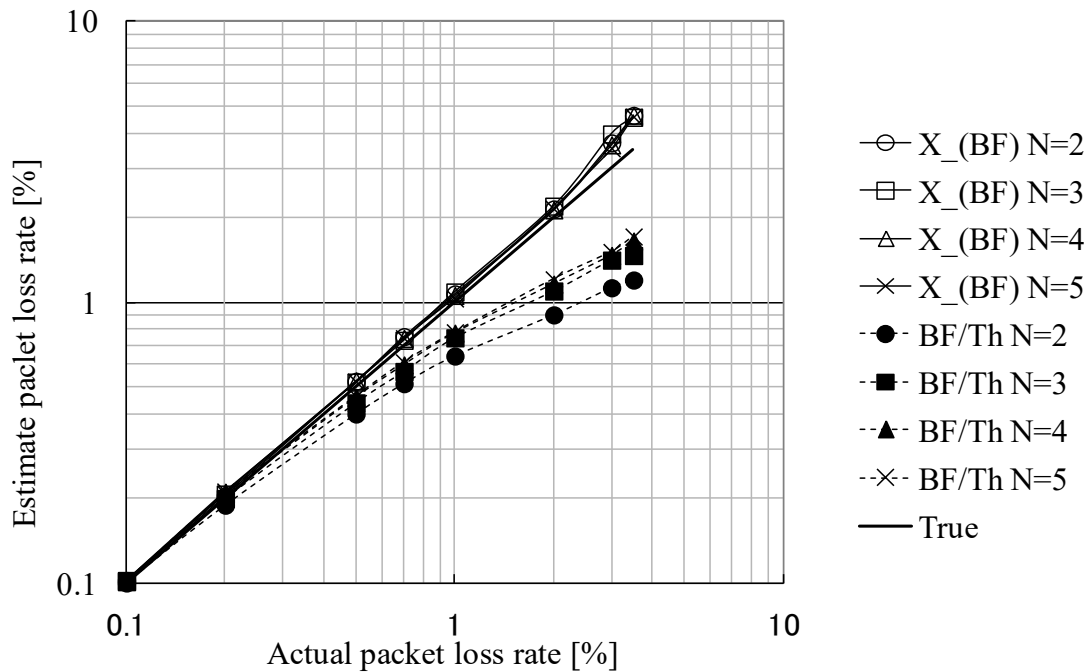 10
1
0.1
Estimate paclet loss rate [%]
0.1
1
10
Actual packet loss rate [%]
X_(BF) N=2
X_(BF) N=3
X_(BF) N=4
X_(BF) N=5
BF/Th N=2
BF/Th N=3
BF/Th N=4
BF/Th N=5
True